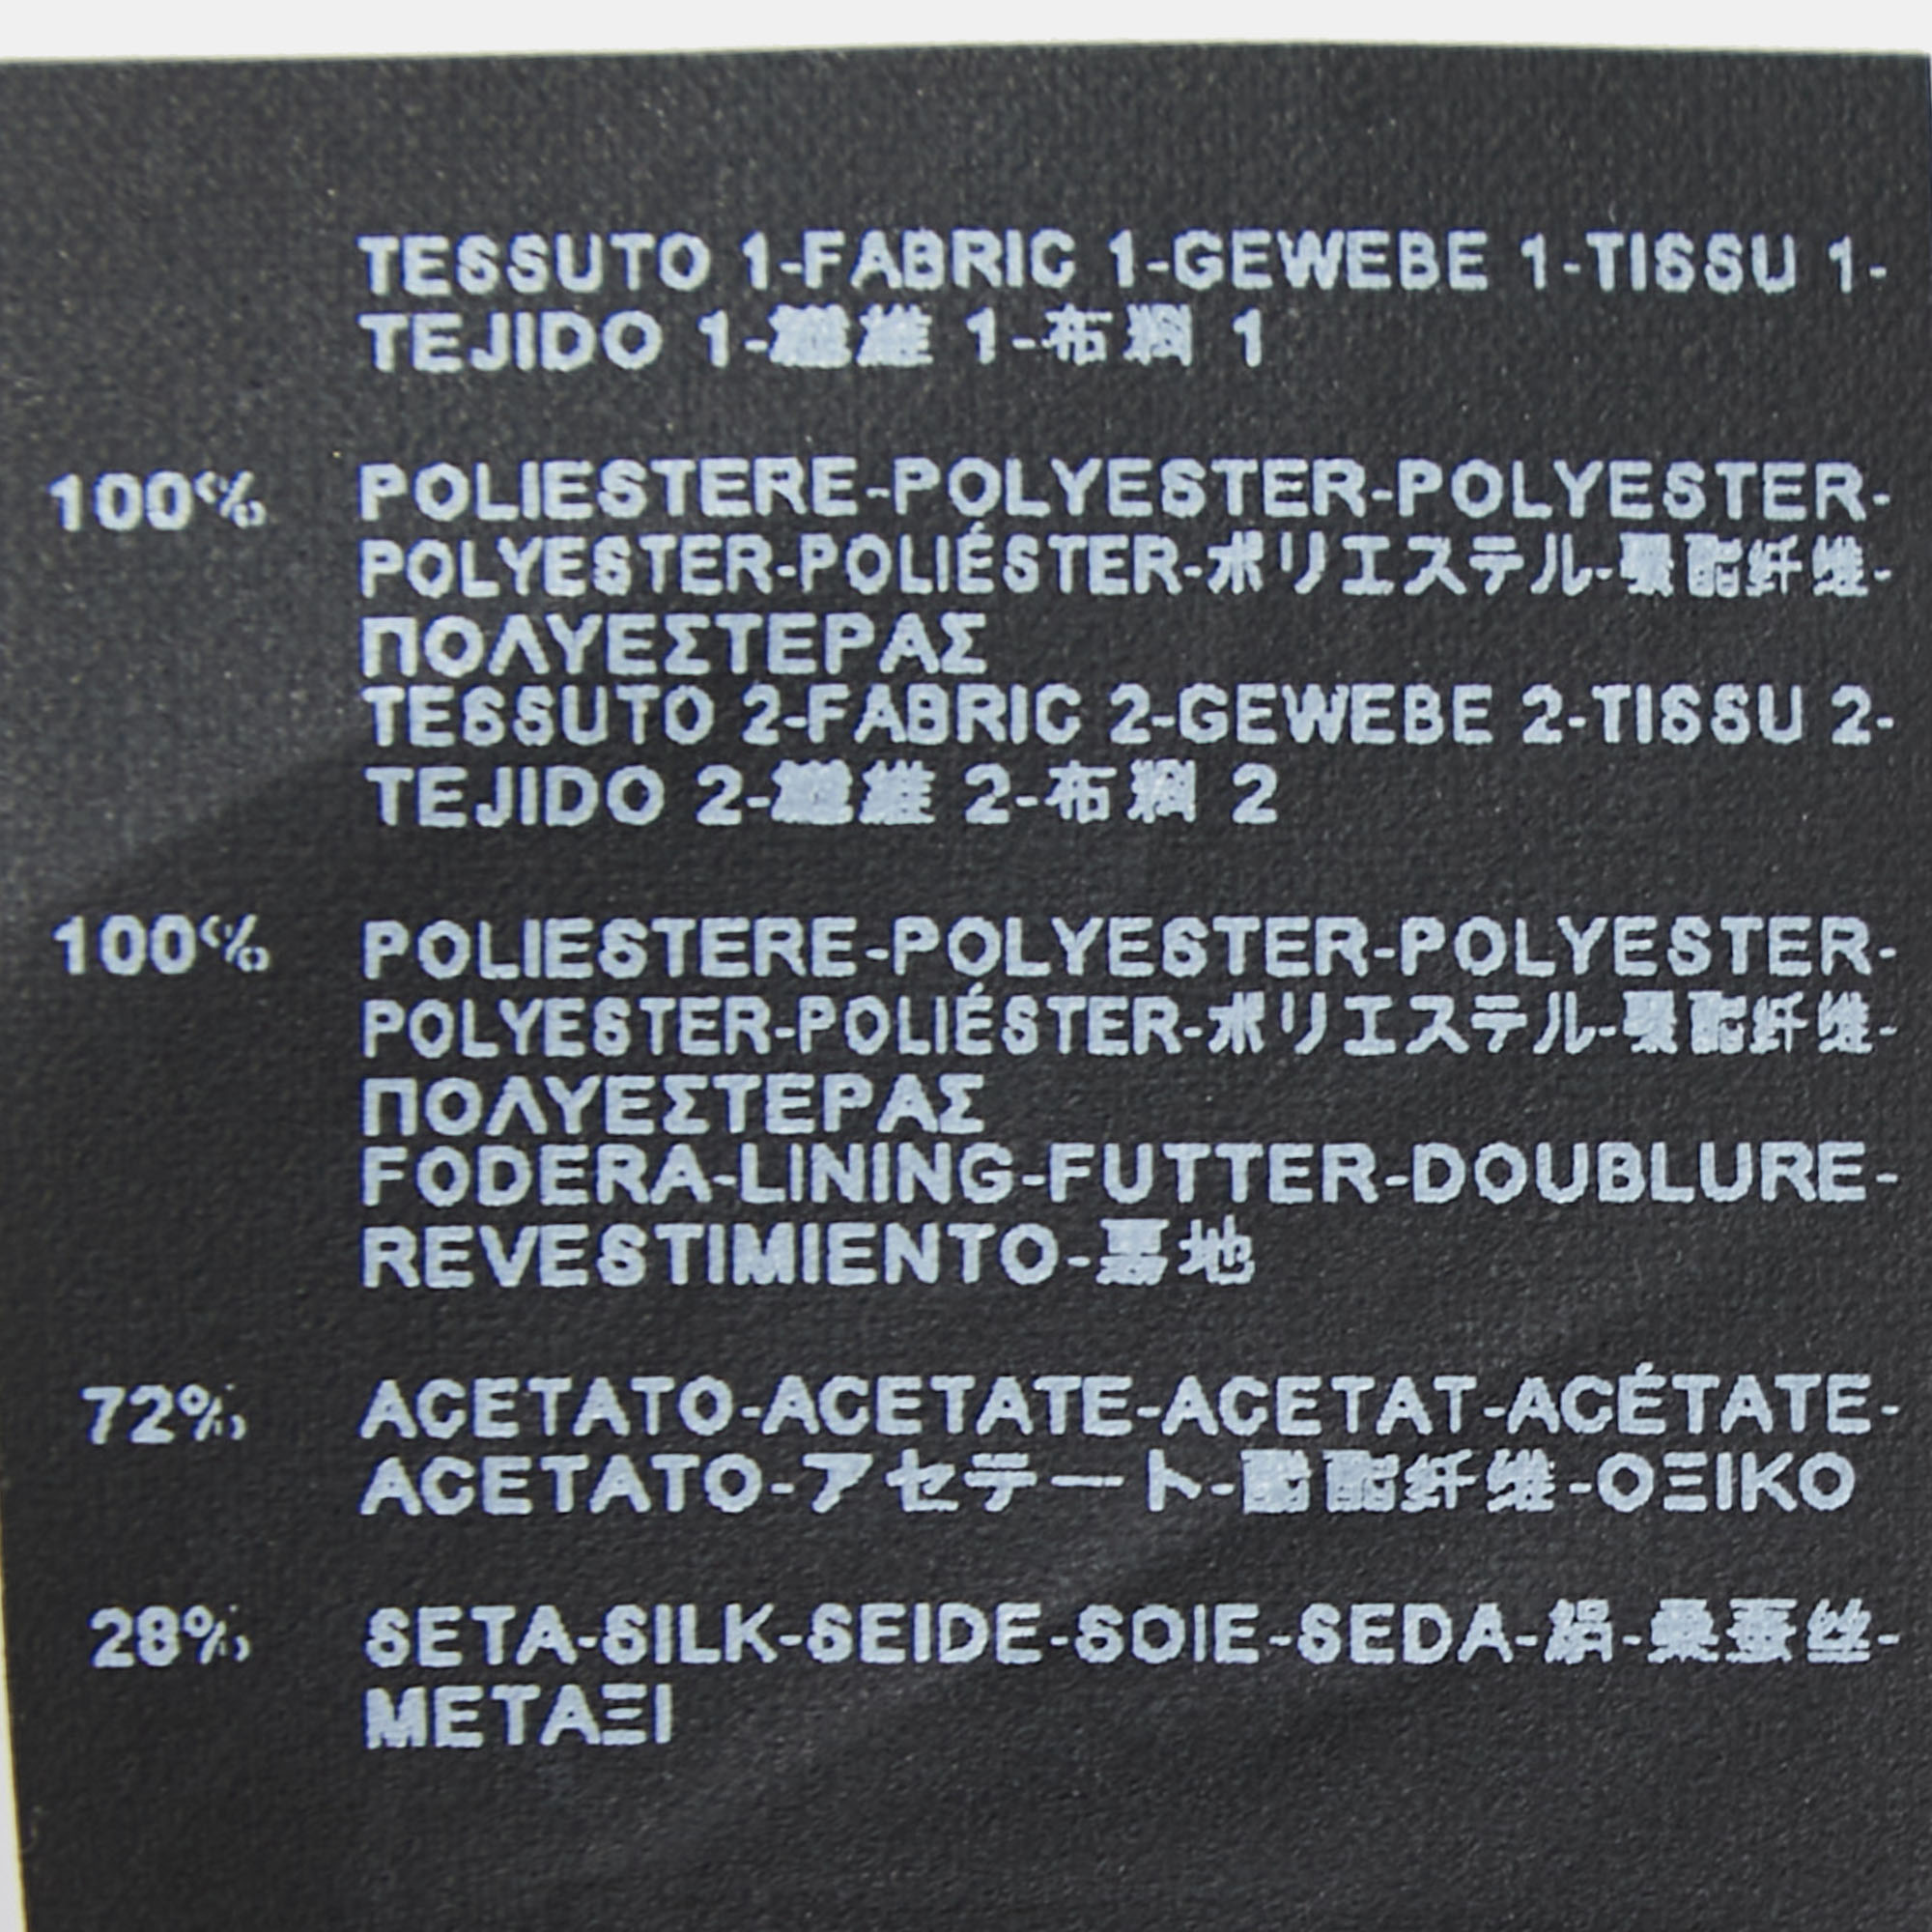 TESSUTO 1-FABRIC 1-GEWEBE 1-TISSU 1-
TEJIDO 1-繊維 1-布料 1
100% POLIESTERE-POLYESTER-POLYESTER-
POLYESTER-POLIÉSTER-ポリエステル-聚酯纤维-
ΠΟΛΥΕΣΤΕΡΑΣ
TESSUTO 2-FABRIC 2-GEWEBE 2-TISSU 2-
TEJIDO 2-繊維 2-布料 2
100% POLIESTERE-POLYESTER-POLYESTER-
POLYESTER-POLIÉSTER-ポリエステル-聚酯纤维-
ΠΟΛΥΕΣΤΕΡΑΣ
FODERA-LINING-FUTTER-DOUBLURE-
REVESTIMIENTO-裏地
72% ACETATO-ACETATE-ACETAT-ACÉTATE-
ACETATO-アセテート-醋酯纤维-ΟΞΙΚΟ
28% SETA-SILK-SEIDE-SOIE-SEDA-絹-桑蚕丝-
ΜΕΤΑΞΙ